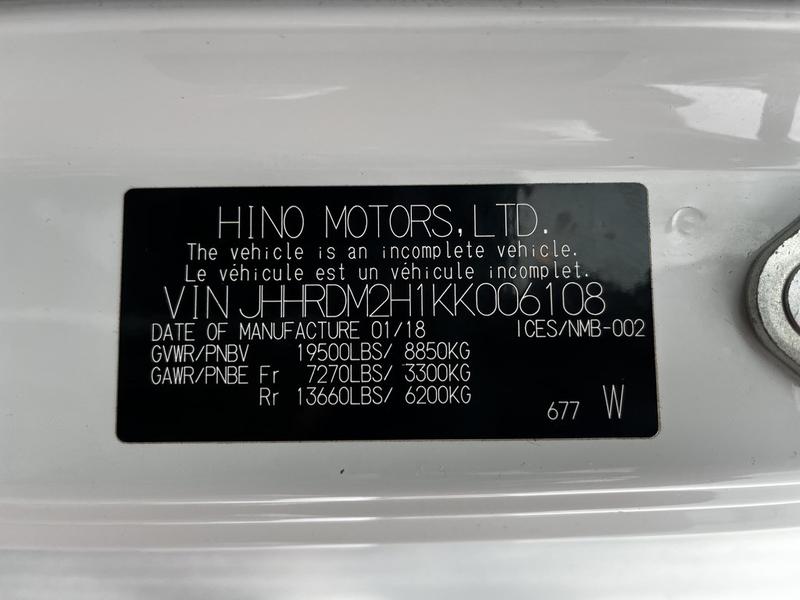 HINO MOTORS, LTD.
The vehicle is an incomplete vehicle.
Le véhicule est un véhicule incomplet.
VIN JHHRDM2H1KK006108
DATE OF MANUFACTURE 01/18 ICES/NMB-002
GVWR/PNBV 19500LBS/ 8850KG
GAWR/PNBE Fr 7270LBS/ 3300KG
Rr 13660LBS/ 6200KG
677 W